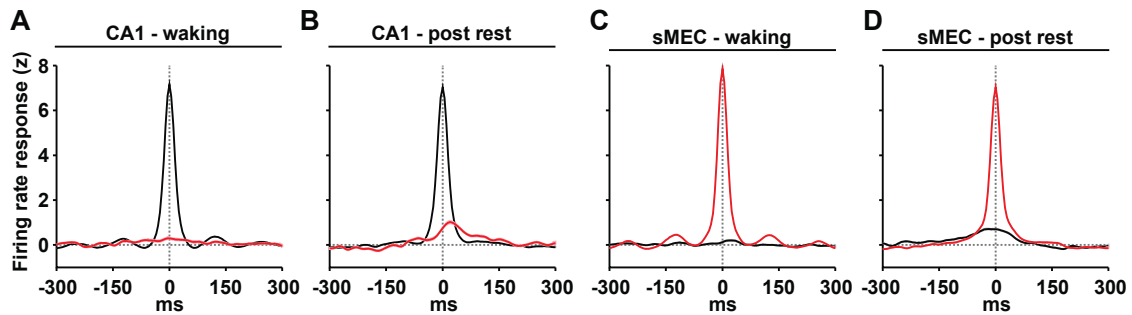 A B C D
CA1 - waking CA1 - post rest sMEC - waking sMEC - post rest
Firing rate response (z)
8
6
4
2
0
-300 -150 0 150 300 -300 -150 0 150 300 -300 -150 0 150 300 -300 -150 0 150 300
ms ms ms ms